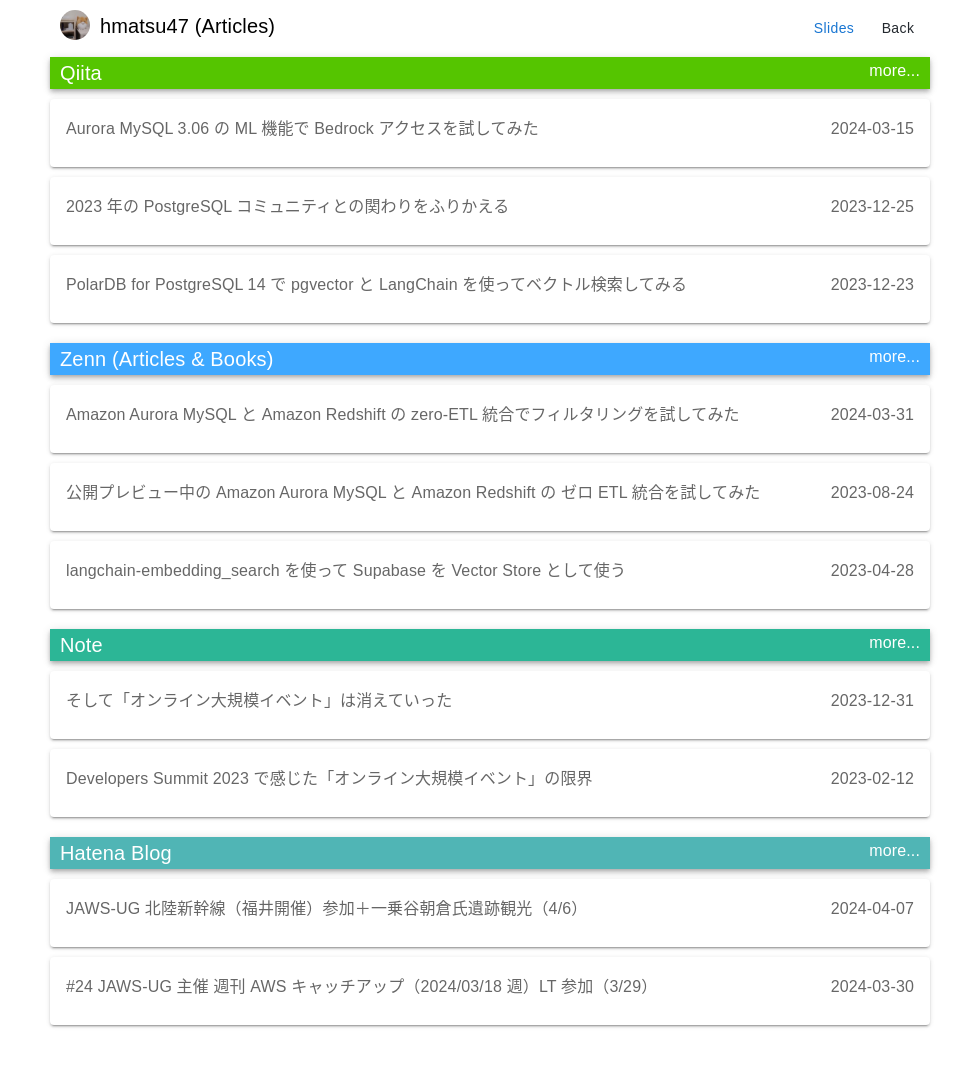 hmatsu47 (Articles)
Slides
Back
Qiita
more...
Aurora MySQL 3.06 の ML 機能で Bedrock アクセスを試してみた
2024-03-15
2023 年の PostgreSQL コミュニティとの関わりをふりかえる
2023-12-25
PolarDB for PostgreSQL 14 で pgvector と LangChain を使ってベクトル検索してみる
2023-12-23
Zenn (Articles & Books)
more...
Amazon Aurora MySQL と Amazon Redshift の zero-ETL 統合でフィルタリングを試してみた
2024-03-31
公開プレビュー中の Amazon Aurora MySQL と Amazon Redshift の ゼロ ETL 統合を試してみた
2023-08-24
langchain-embedding_search を使って Supabase を Vector Store として使う
2023-04-28
Note
more...
そして「オンライン大規模イベント」は消えていった
2023-12-31
Developers Summit 2023 で感じた「オンライン大規模イベント」の限界
2023-02-12
Hatena Blog
more...
JAWS-UG 北陸新幹線（福井開催）参加＋一乗谷朝倉氏遺跡観光（4/6）
2024-04-07
#24 JAWS-UG 主催 週刊 AWS キャッチアップ（2024/03/18 週）LT 参加（3/29）
2024-03-30